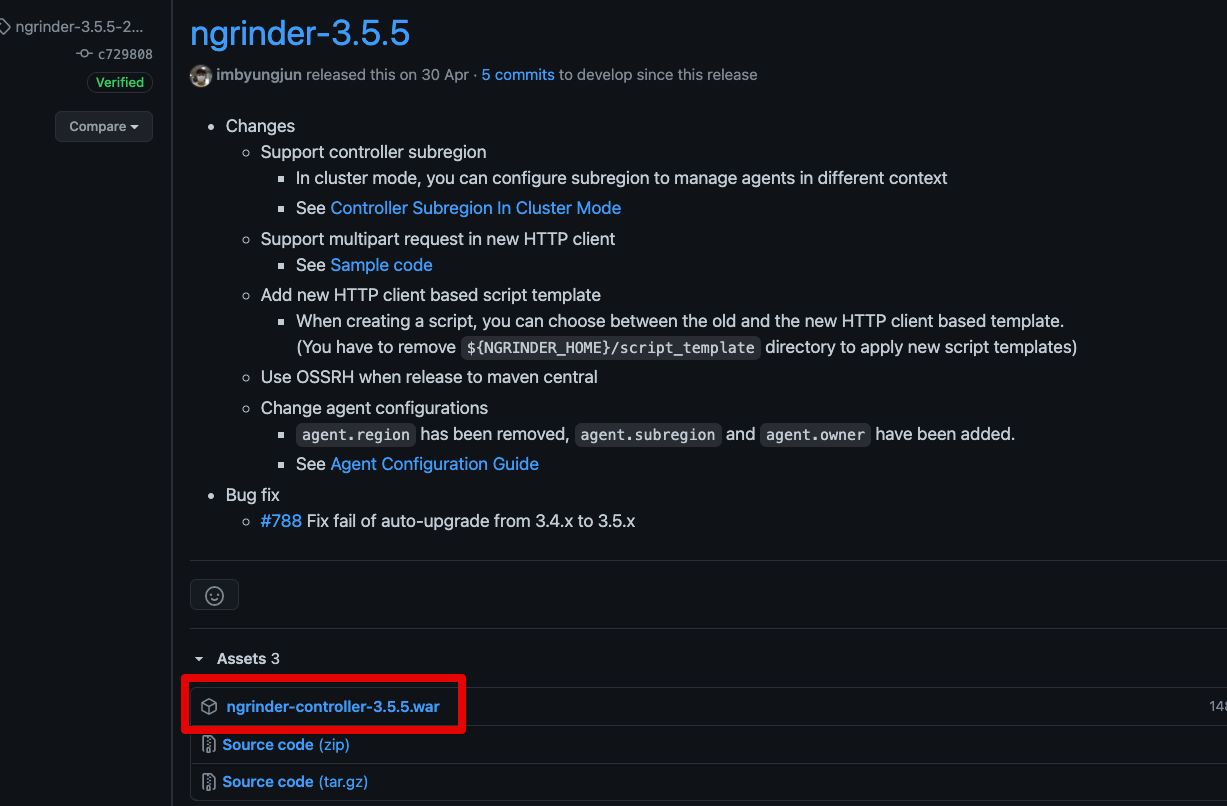 ngrinder-3.5.5-2...
c729808
Verified
Compare
ngrinder-3.5.5
imbyungjun released this on 30 Apr · 5 commits to develop since this release
Changes
Support controller subregion
In cluster mode, you can configure subregion to manage agents in different context
See Controller Subregion In Cluster Mode
Support multipart request in new HTTP client
See Sample code
Add new HTTP client based script template
When creating a script, you can choose between the old and the new HTTP client based template.
(You have to remove ${NGRINDER_HOME}/script_template directory to apply new script templates)
Use OSSRH when release to maven central
Change agent configurations
agent.region has been removed, agent.subregion and agent.owner have been added.
See Agent Configuration Guide
Bug fix
#788 Fix fail of auto-upgrade from 3.4.x to 3.5.x
Assets 3
ngrinder-controller-3.5.5.war
Source code (zip)
Source code (tar.gz)